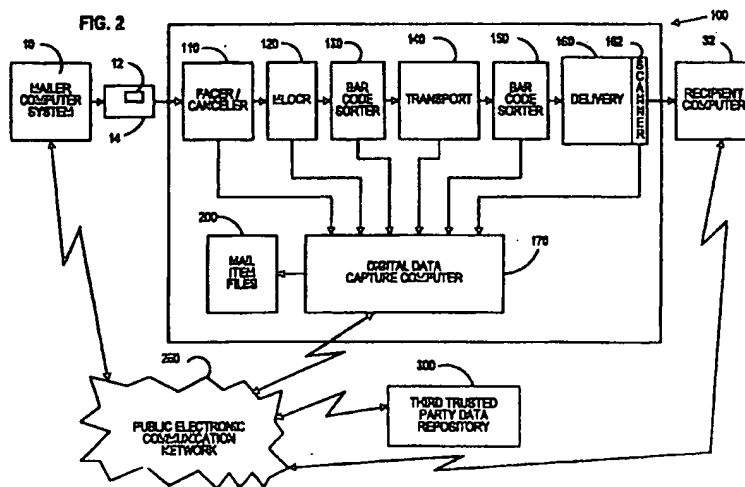 FIG. 2
100
10
12
110
120
130
140
150
160
162
32
MAILER
COMPUTER
SYSTEM
14
FACER /
CANCELER
MLOCR
BAR
CODE
SORTER
TRANSPORT
BAR
CODE
SORTER
DELIVERY
SCANNER
RECIPIENT
COMPUTER
200
MAIL
ITEM
FILES
DIGITAL DATA
CAPTURE COMPUTER
170
250
PUBLIC ELECTRONIC
COMMUNICATION
NETWORK
300
THIRD TRUSTED
PARTY DATA
REPOSITORY